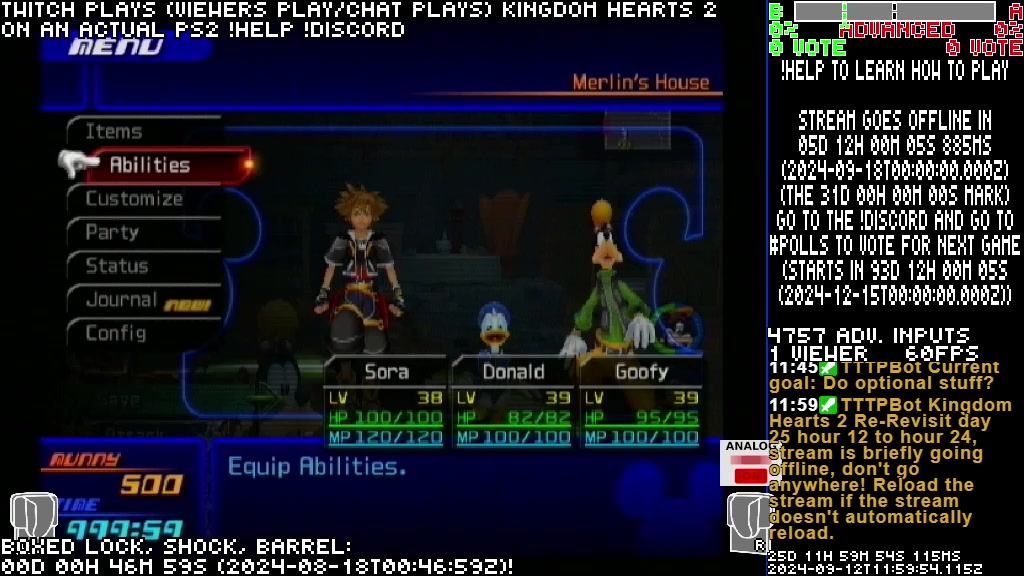 TWITCH PLAYS (VIEWERS PLAY/CHAT PLAYS) KINGDOM HEARTS 2
ON AN ACTUAL PS2 !HELP !DISCORD
MENU
Merlin's House
Items
Abilities
Customize
Party
Status
Journal new!
Config
Save
Sora
LV 38
HP 100/100
MP 120/120
Donald
LV 39
HP 82/82
MP 100/100
Goofy
LV 39
HP 95/95
MP 100/100
MUNNY
500
TIME
999:59
Equip Abilities.
ANALOG
R
BOXED LOCK, SHOCK, BARREL:
00D 00H 46M 59S (2024-08-18T00:46:59Z)!
B A
0% ADVANCED 0%
0 VOTE 0 VOTE
!HELP TO LEARN HOW TO PLAY
STREAM GOES OFFLINE IN
05D 12H 00M 05S 885MS
(2024-09-18T00:00:00.000Z)
(THE 31D 00H 00M 00S MARK)
GO TO THE !DISCORD AND GO TO
#POLLS TO VOTE FOR NEXT GAME
(STARTS IN 93D 12H 00M 05S
(2024-12-15T00:00:00.000Z))
4757 ADV. INPUTS
1 VIEWER 60FPS
11:45 TTTPBot Current
goal: Do optional stuff?
11:59 TTTPBot Kingdom
Hearts 2 Re-Revisit day
25 hour 12 to hour 24,
stream is briefly going
offline, don't go
anywhere! Reload the
stream if the stream
doesn't automatically
reload.
25D 11H 59M 54S 115MS
2024-09-12T11:59:54.115Z